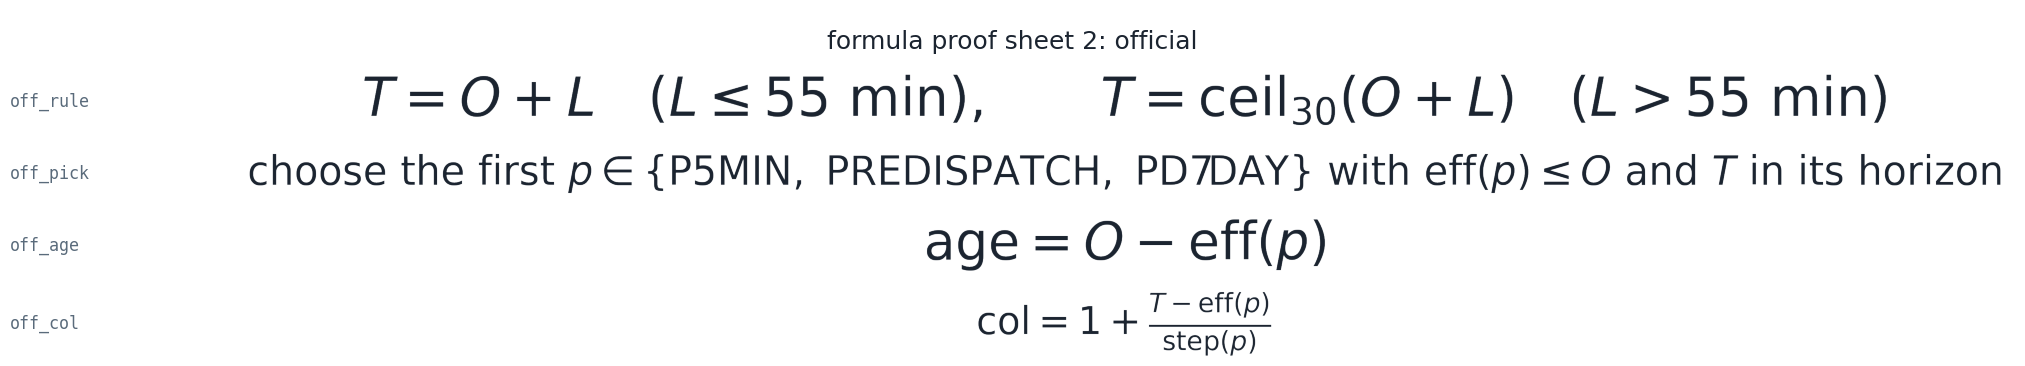 formula proof sheet 2: official
off_rule T = O + L (L ≤ 55 min), T = ceil₃₀(O + L) (L > 55 min)
off_pick choose the first p ∈ {P5MIN, PREDISPATCH, PD7DAY} with eff(p) ≤ O and T in its horizon
off_age age = O − eff(p)
off_col col = 1 + (T − eff(p))/(step(p))